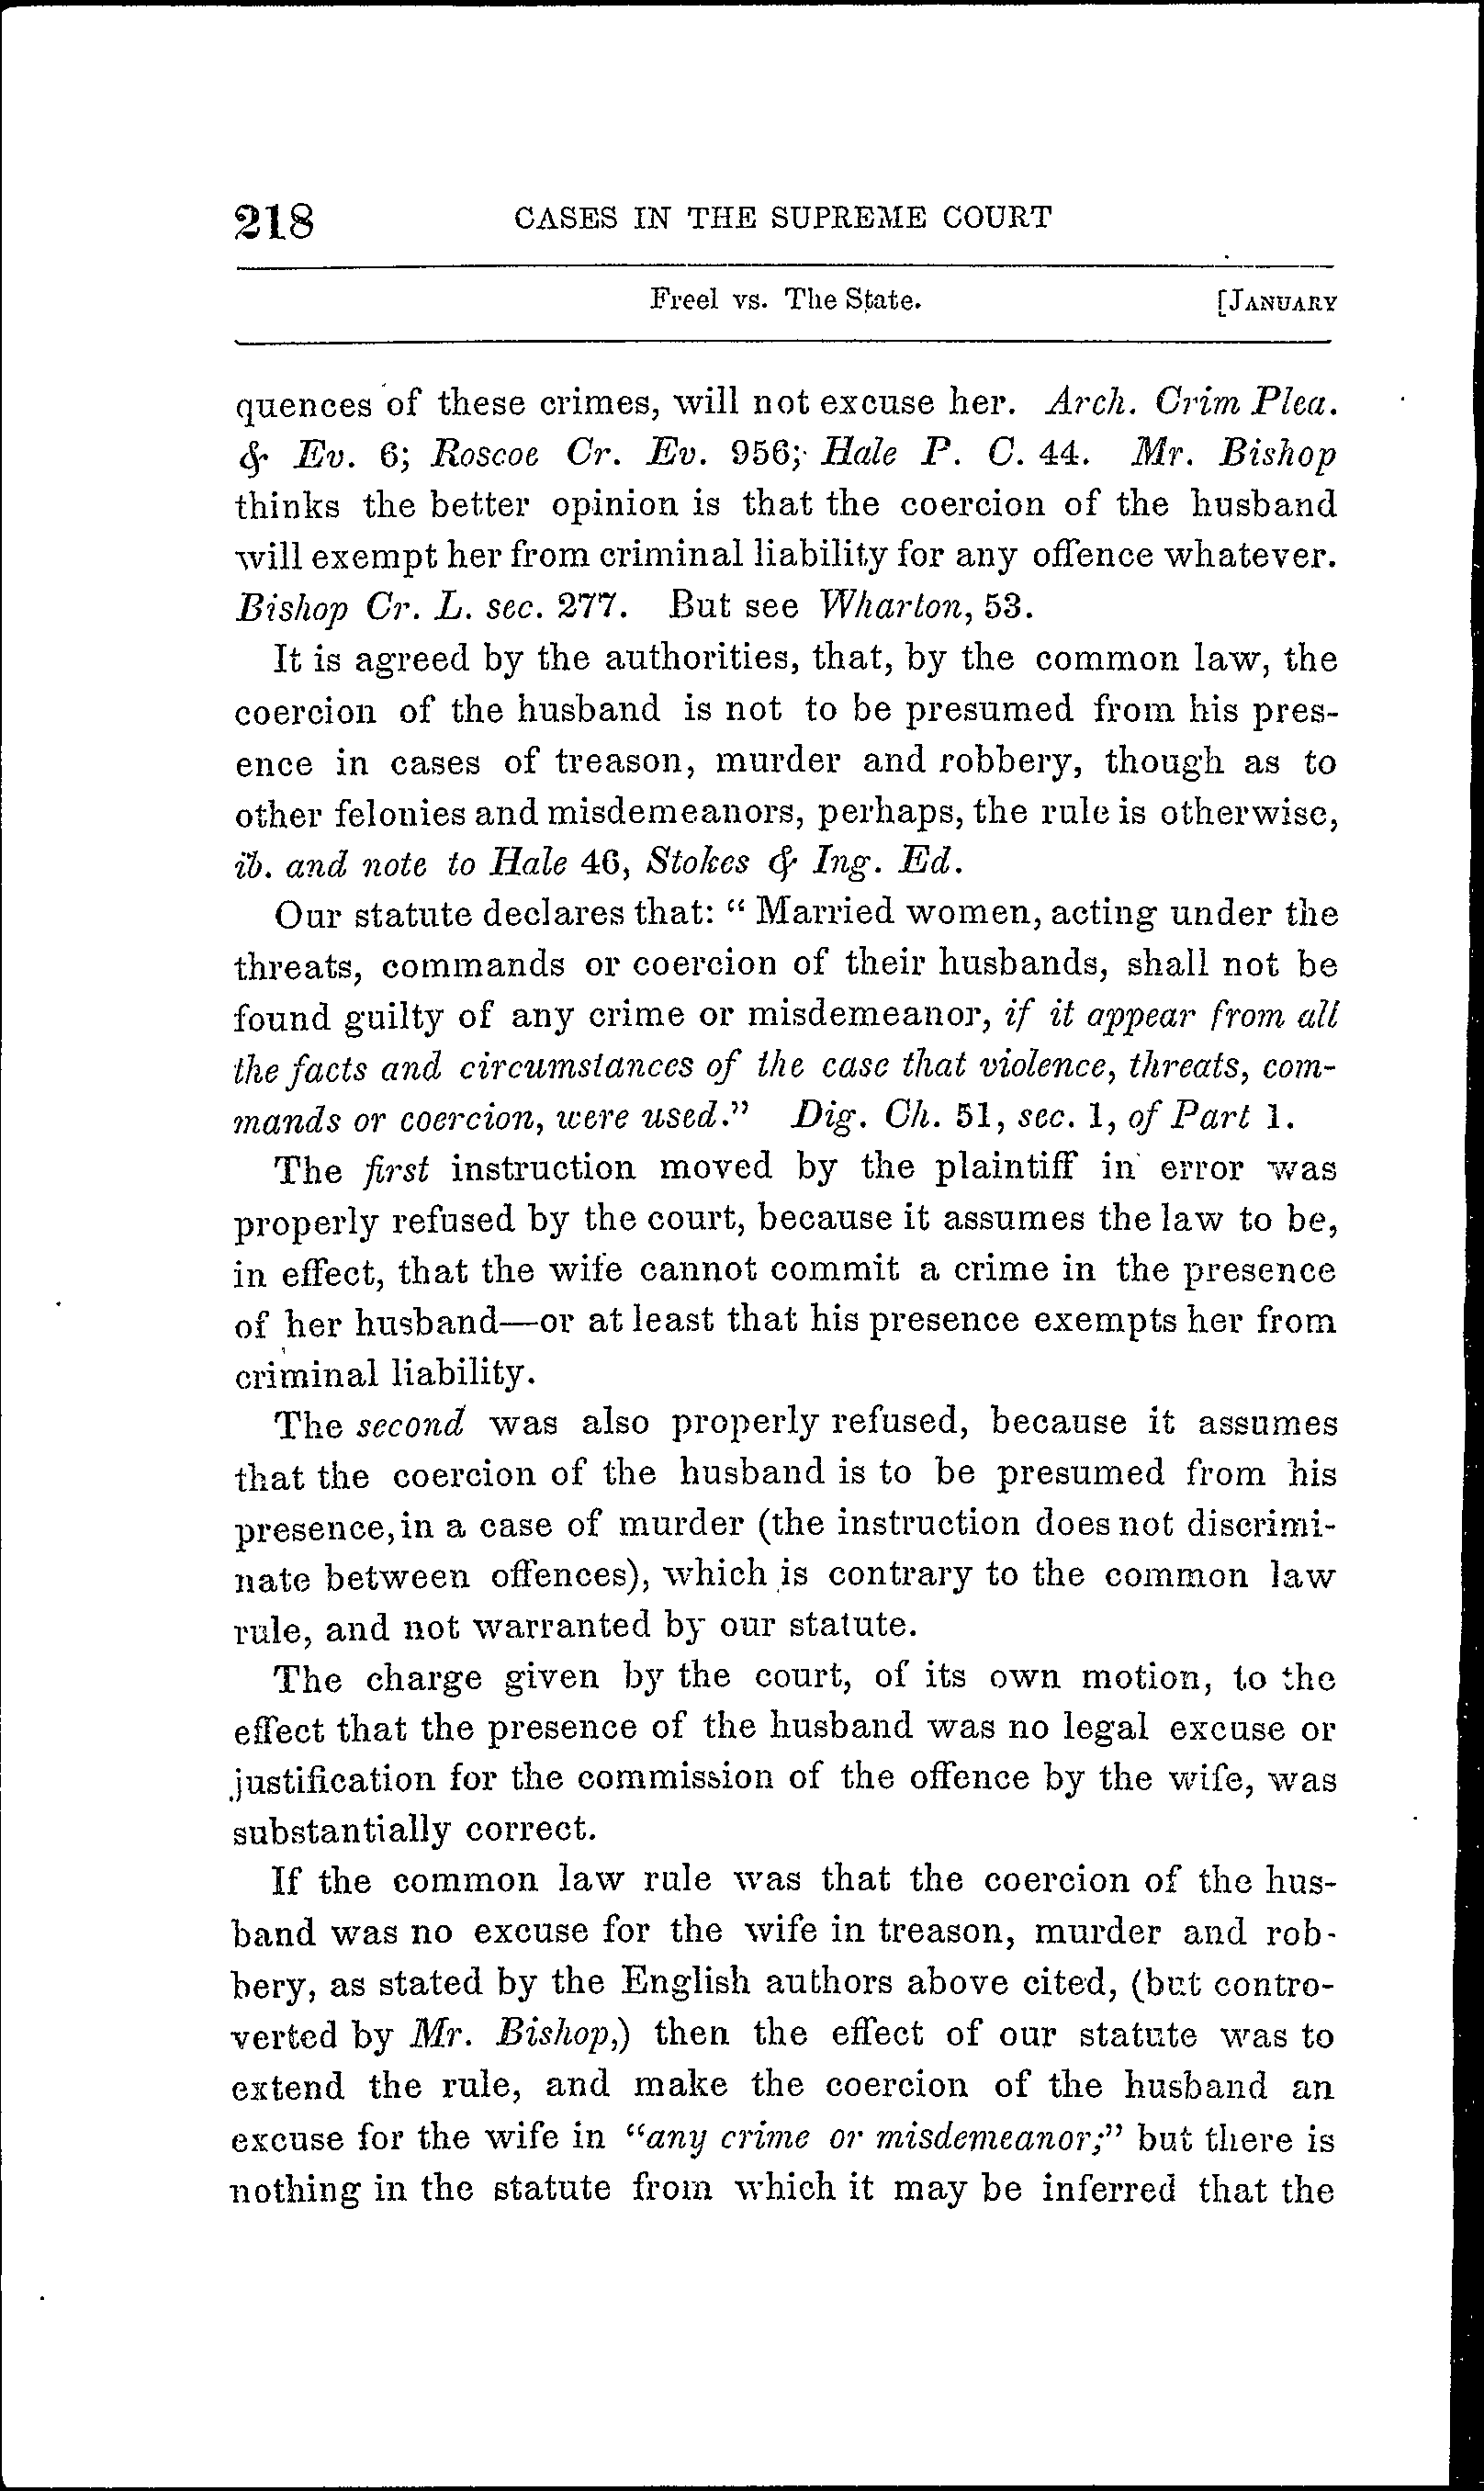 218 CASES IN THE SUPREME COURT
Freel vs. The State. [JANUARY
quences of these crimes, will not excuse her. Arch. Crim Plea.
& Ev. 6; Roscoe Cr. Ev. 956; Hale P. C. 44. Mr. Bishop
thinks the better opinion is that the coercion of the husband
will exempt her from criminal liability for any offence whatever.
Bishop Cr. L. sec. 277. But see Wharton, 53.
It is agreed by the authorities, that, by the common law, the
coercion of the husband is not to be presumed from his pres-
ence in cases of treason, murder and robbery, though as to
other felonies and misdemeanors, perhaps, the rule is otherwise,
ib. and note to Hale 46, Stokes & Ing. Ed.
Our statute declares that: " Married women, acting under the
threats, commands or coercion of their husbands, shall not be
found guilty of any crime or misdemeanor, if it appear from all
the facts and circumstances of the case that violence, threats, com-
mands or coercion, were used." Dig. Ch. 51, sec. 1, of Part 1.
The first instruction moved by the plaintiff in error was
properly refused by the court, because it assumes the law to be,
in effect, that the wife cannot commit a crime in the presence
of her husband—or at least that his presence exempts her from
criminal liability.
The second was also properly refused, because it assumes
that the coercion of the husband is to be presumed from his
presence, in a case of murder (the instruction does not discrimi-
nate between offences), which is contrary to the common law
rule, and not warranted by our statute.
The charge given by the court, of its own motion, to the
effect that the presence of the husband was no legal excuse or
justification for the commission of the offence by the wife, was
substantially correct.
If the common law rule was that the coercion of the hus-
band was no excuse for the wife in treason, murder and rob-
bery, as stated by the English authors above cited, (but contro-
verted by Mr. Bishop,) then the effect of our statute was to
extend the rule, and make the coercion of the husband an
excuse for the wife in "any crime or misdemeanor;" but there is
nothing in the statute from which it may be inferred that the